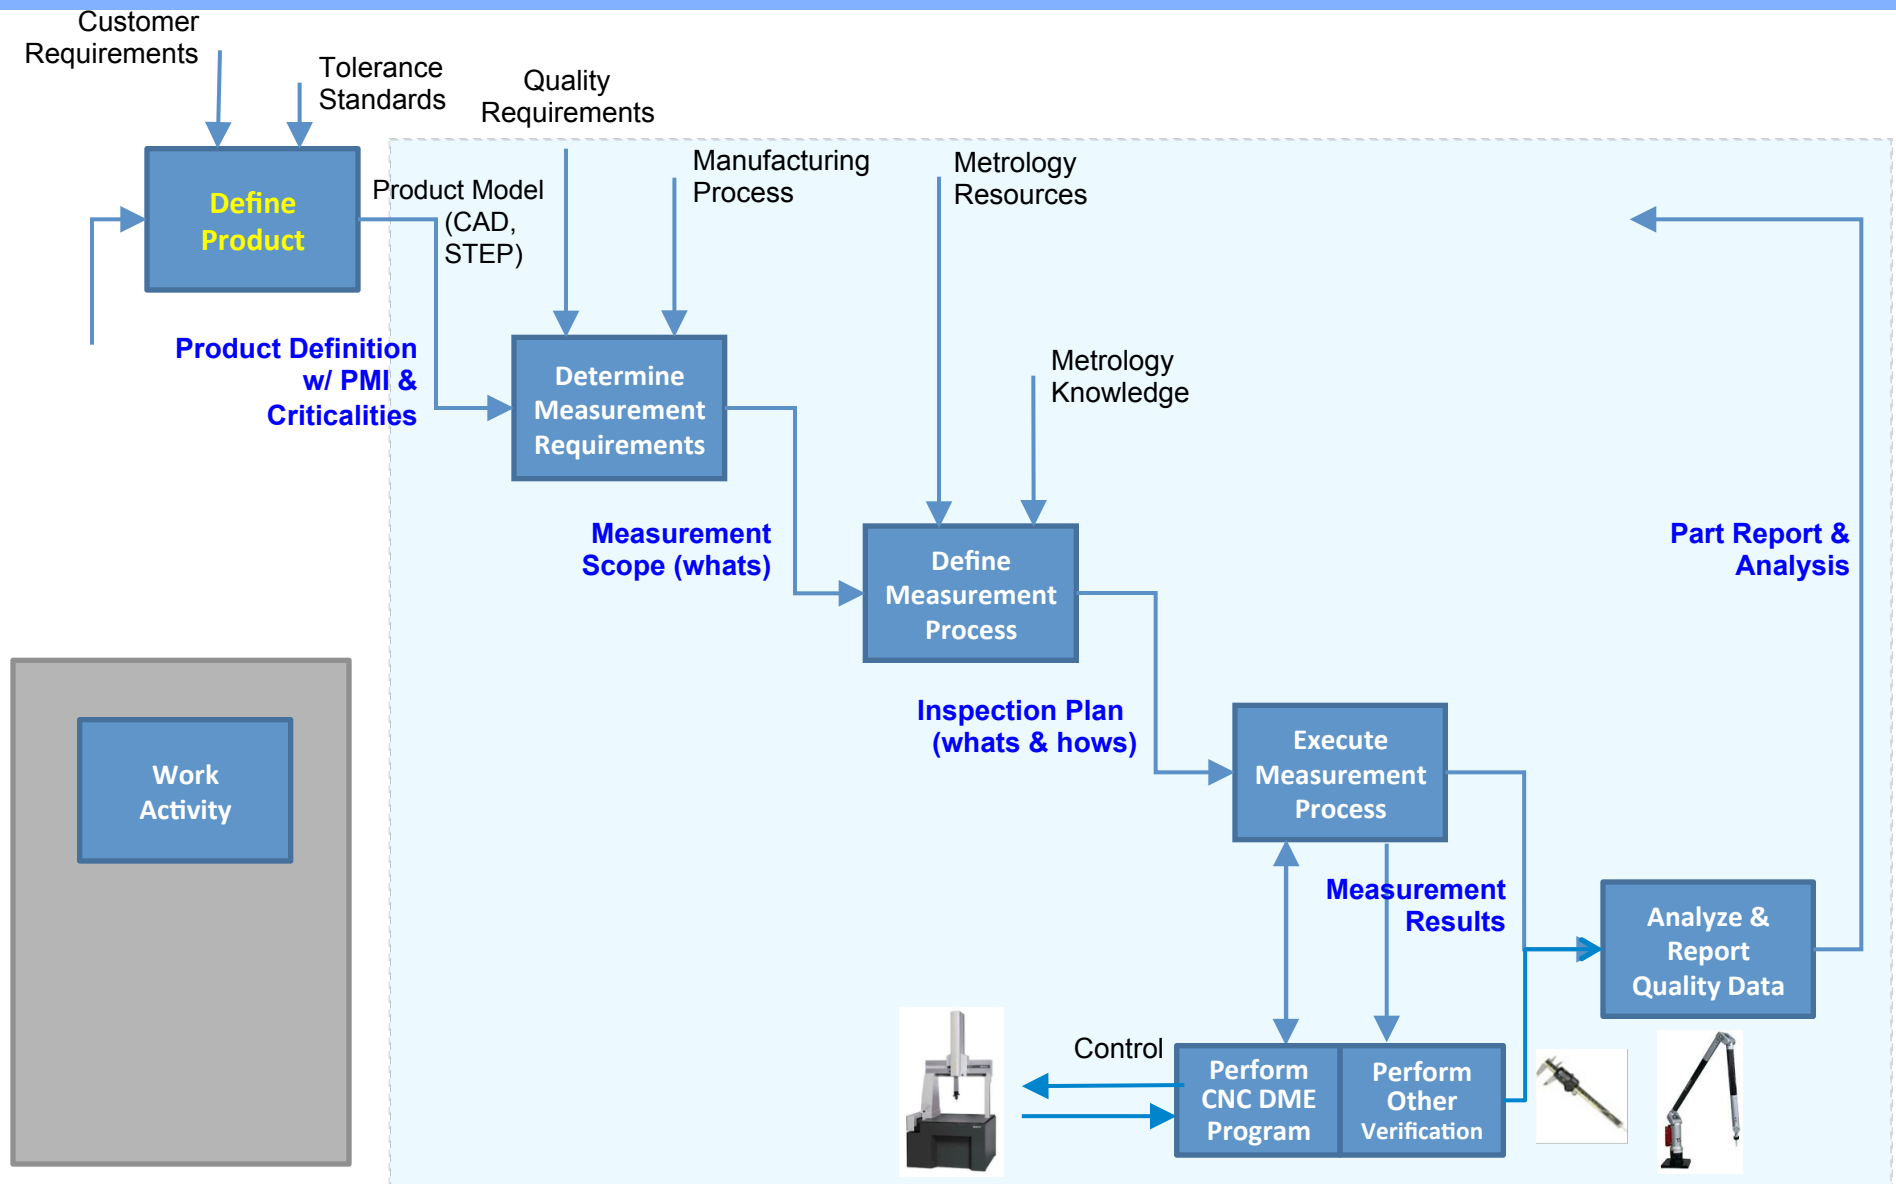 Customer
Requirements
Tolerance
Standards
Quality
Requirements
Manufacturing
Process
Metrology
Resources
Define
Product
Product Model
(CAD,
STEP)
Product Definition
w/ PMI &
Criticalities
Determine
Measurement
Requirements
Metrology
Knowledge
Measurement
Scope (whats)
Define
Measurement
Process
Part Report &
Analysis
Inspection Plan
(whats & hows)
Execute
Measurement
Process
Work
Activity
Measurement
Results
Analyze &
Report
Quality Data
Control
Perform
CNC DME
Program
Perform
Other
Verification